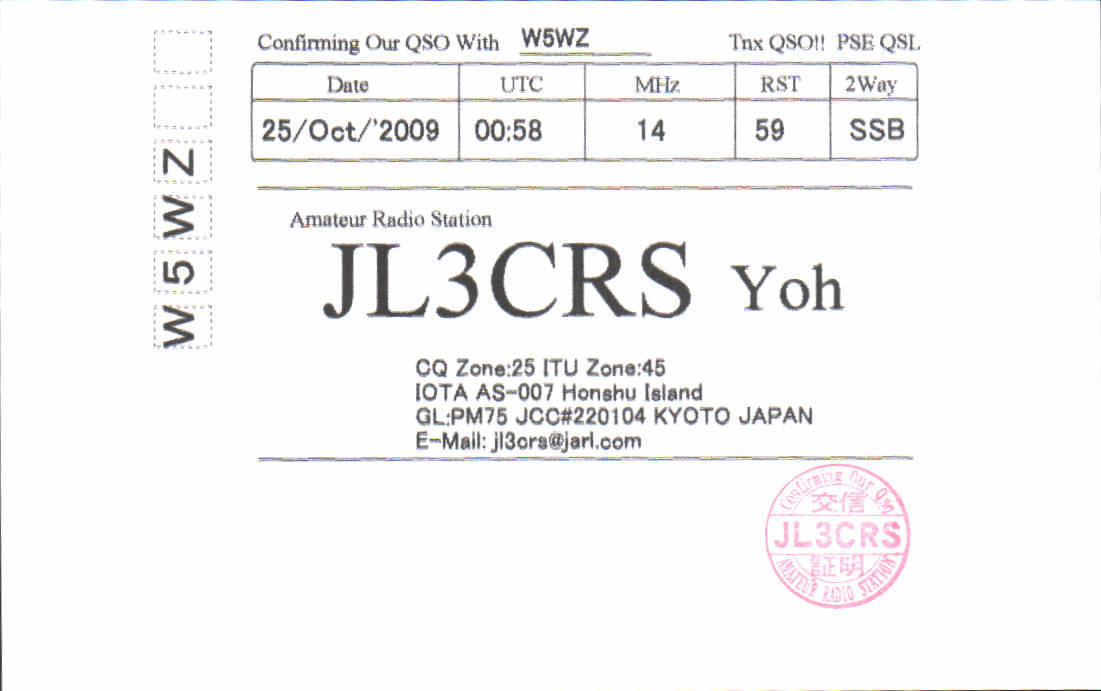 Confirming Our QSO With W5WZ Tnx QSO!! PSE QSL
Date UTC MHz RST 2Way
25/Oct/'2009 00:58 14 59 SSB
W5WZ
Amateur Radio Station
JL3CRS Yoh
CQ Zone:25 ITU Zone:45
IOTA AS-007 Honshu Island
GL:PM75 JCC#220104 KYOTO JAPAN
E-Mail: jl3crs@jarl.com
Confirming Our QSO
交信
JL3CRS
証明
AMATEUR RADIO STATION